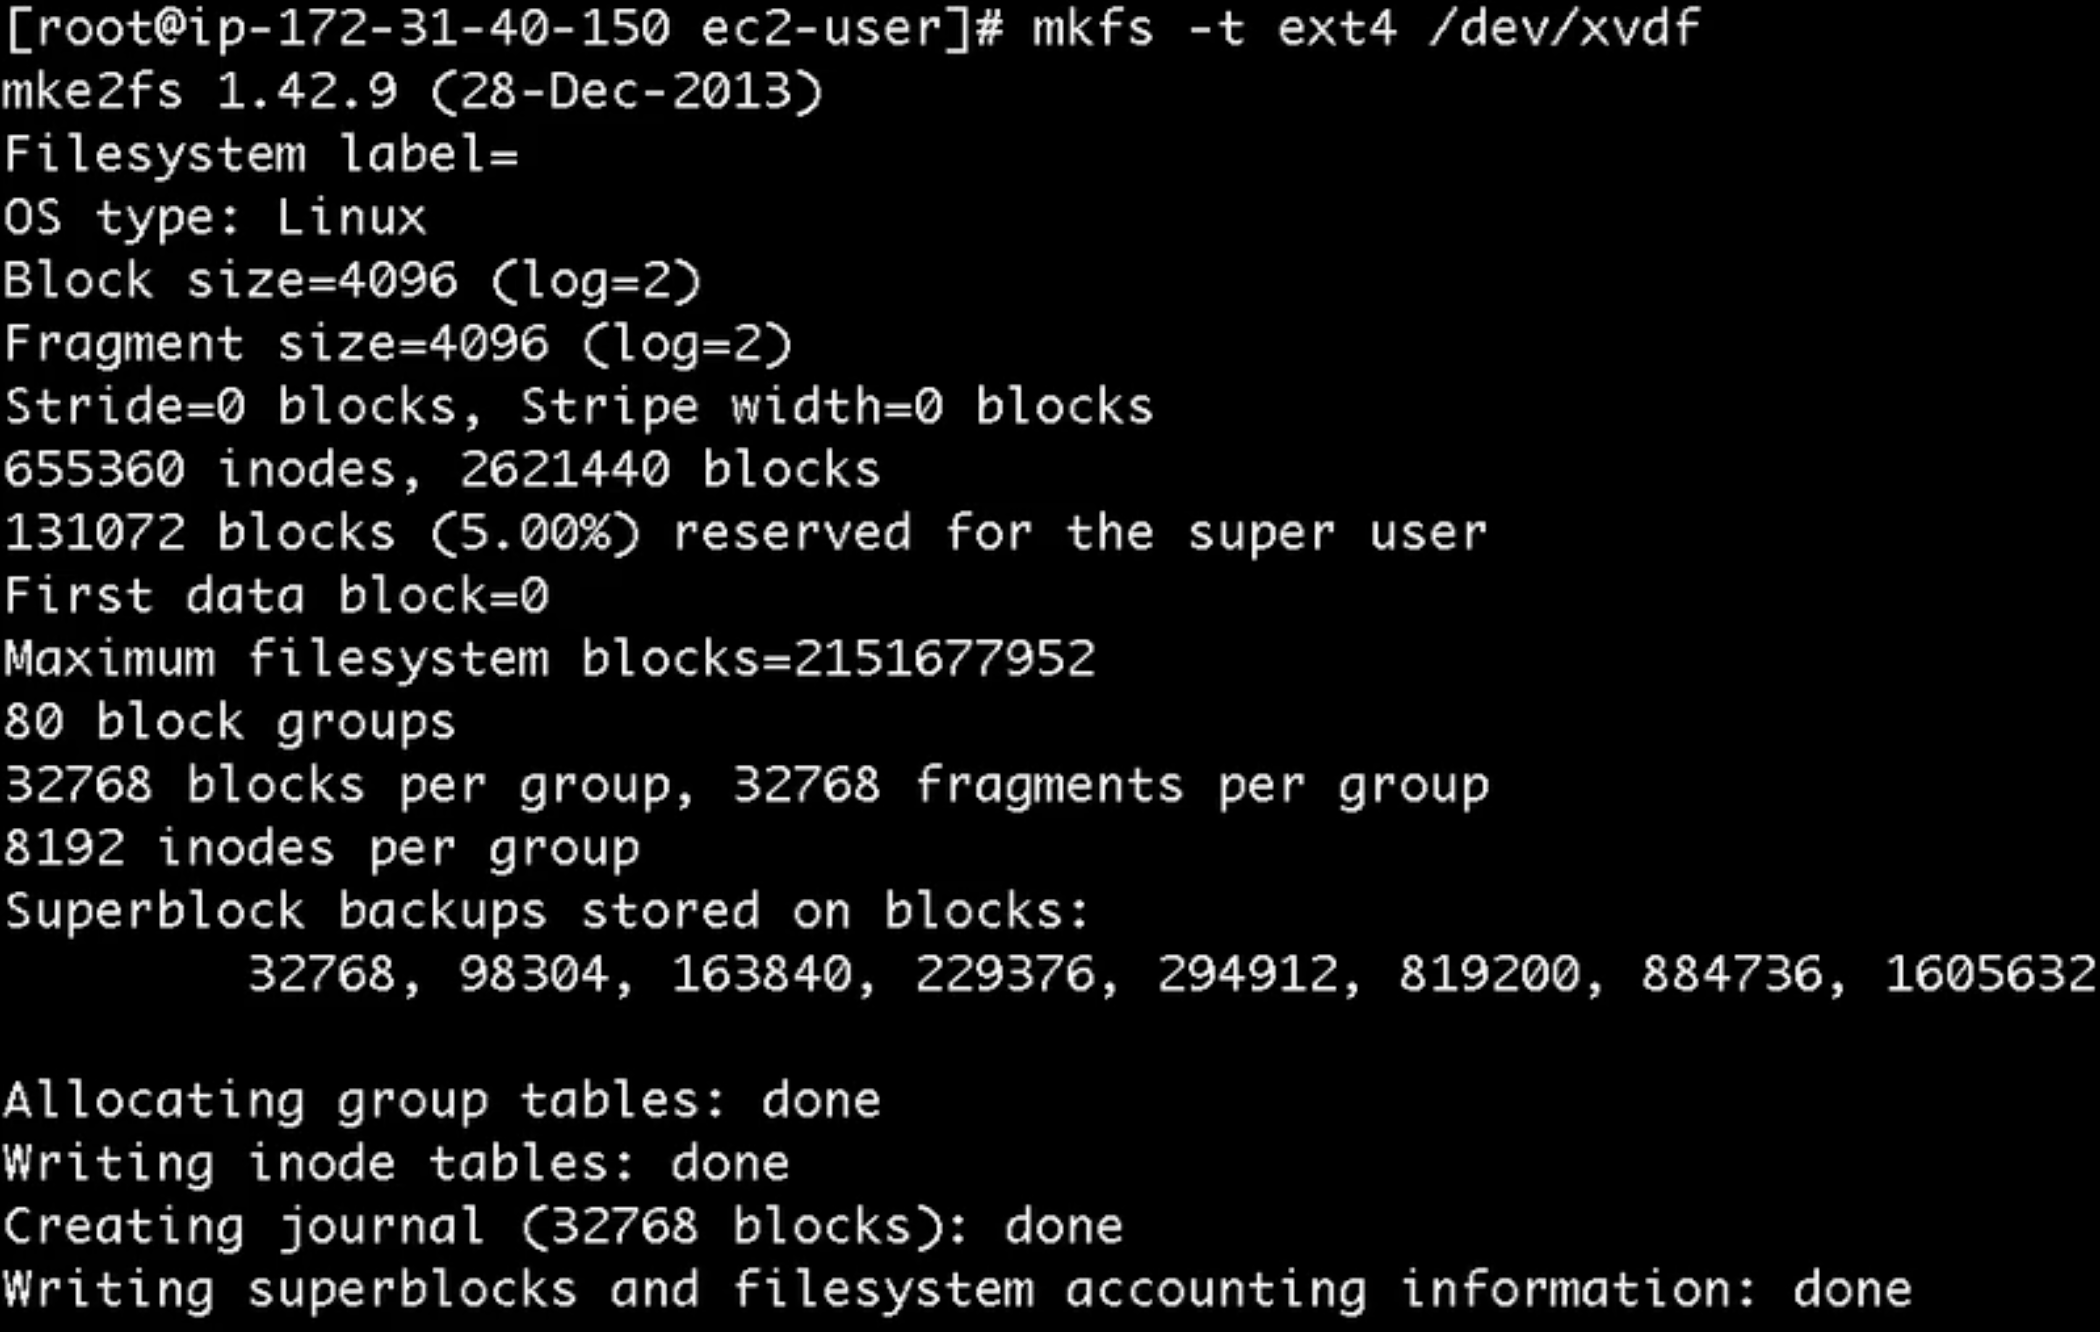 [root@ip-172-31-40-150 ec2-user]# mkfs -t ext4 /dev/xvdf
mke2fs 1.42.9 (28-Dec-2013)
Filesystem label=
OS type: Linux
Block size=4096 (log=2)
Fragment size=4096 (log=2)
Stride=0 blocks, Stripe width=0 blocks
655360 inodes, 2621440 blocks
131072 blocks (5.00%) reserved for the super user
First data block=0
Maximum filesystem blocks=2151677952
80 block groups
32768 blocks per group, 32768 fragments per group
8192 inodes per group
Superblock backups stored on blocks:
        32768, 98304, 163840, 229376, 294912, 819200, 884736, 1605632

Allocating group tables: done
Writing inode tables: done
Creating journal (32768 blocks): done
Writing superblocks and filesystem accounting information: done